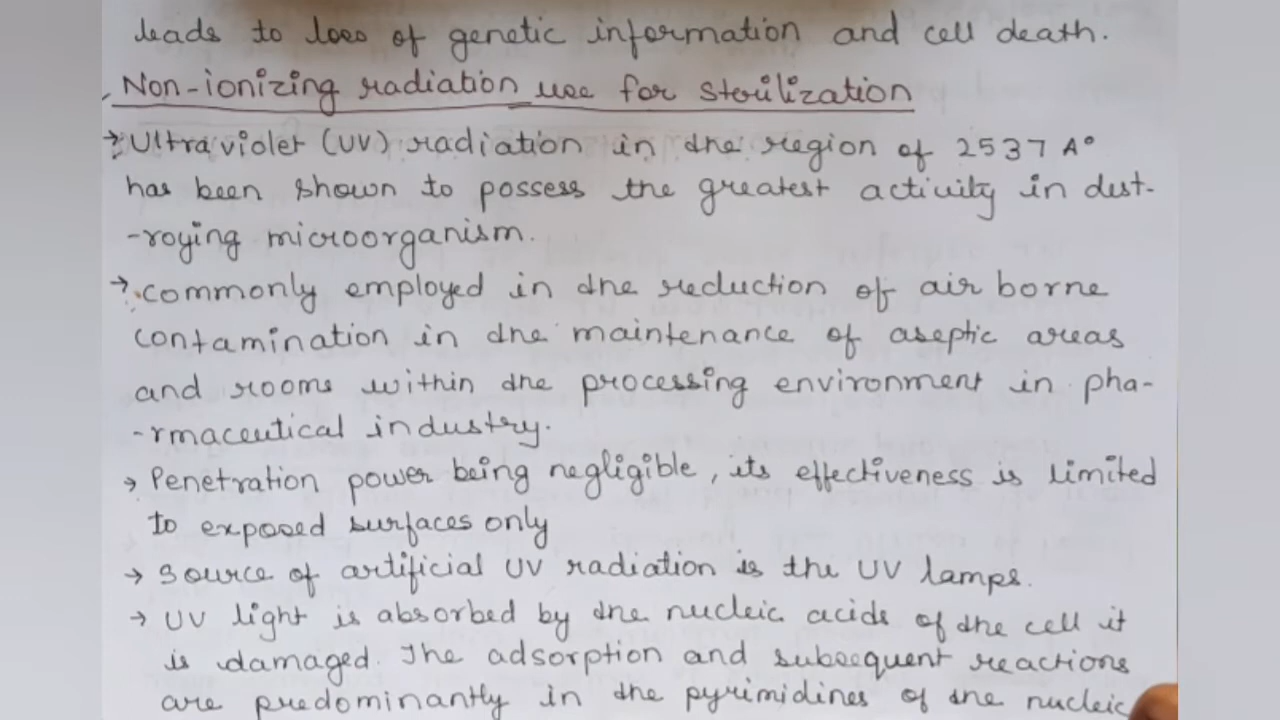 leads to loss of genetic information and cell death.
Non-ionizing radiation use for sterilization
→ Ultraviolet (UV) radiation in the region of 2537 A°
has been shown to possess the greatest activity in dest-
-roying microorganism.
→ commonly employed in the reduction of air borne
contamination in the maintenance of aseptic areas
and rooms within the processing environment in pha-
-rmaceutical industry.
→ Penetration power being negligible, its effectiveness is limited
to exposed surfaces only
→ Source of artificial UV radiation is the UV lamps.
→ UV light is absorbed by the nucleic acids of the cell it
is damaged. The adsorption and subsequent reactions
are predominantly in the pyrimidines of the nucleic